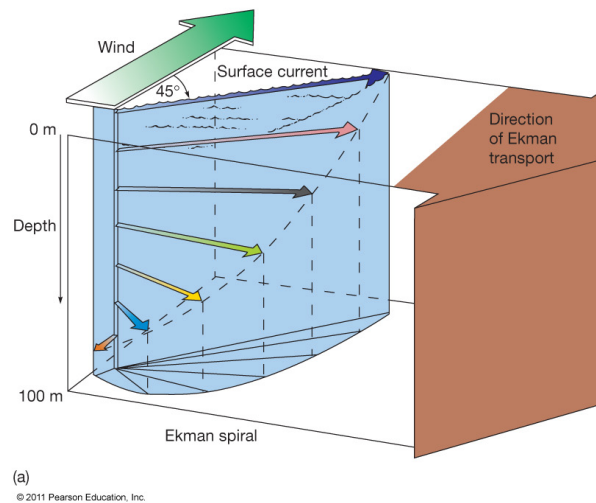 Wind
Surface current
45°
0 m
Direction
of Ekman
transport
Depth
100 m
Ekman spiral
(a)
© 2011 Pearson Education, Inc.